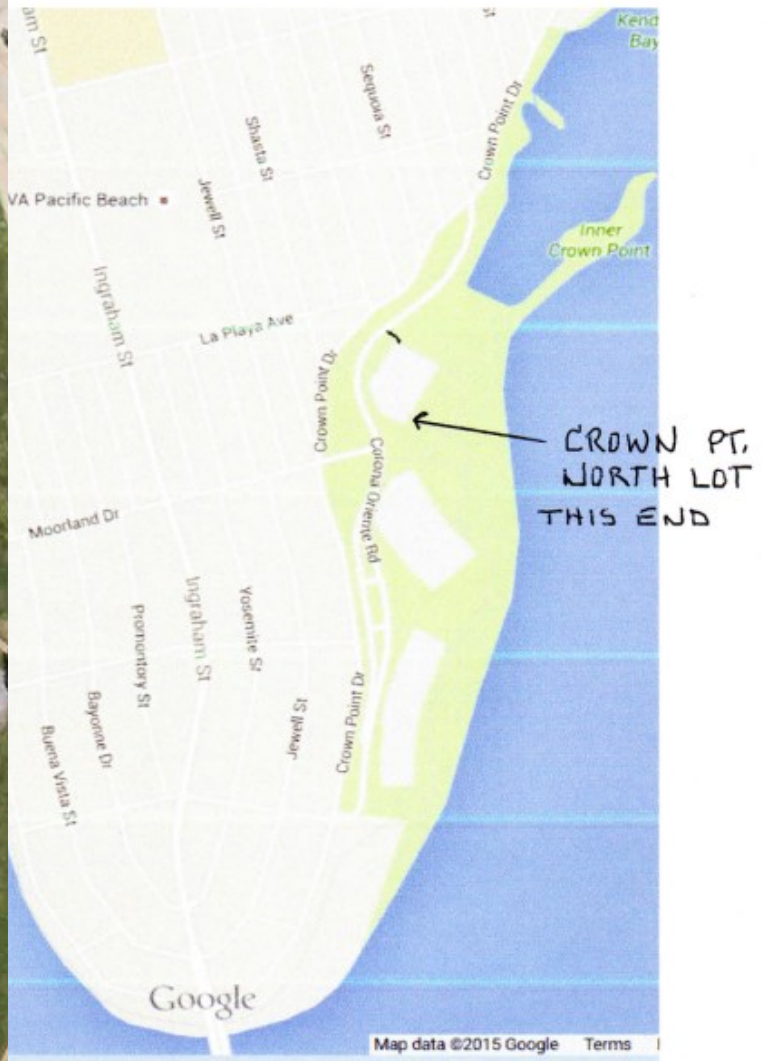 am St
St
Kend
Bay
Sequoia St
Crown Point Dr
Shasta St
VA Pacific Beach
Jewell St
Inner
Crown Point
Ingraham St
La Playa Ave
Crown Point Dr
CROWN PT.
NORTH LOT
THIS END
Corona Oriente Rd
Moorland Dr
Ingraham St
Yosemite St
Promontory St
Bayonne Dr
Jewell St
Crown Point Dr
Buena Vista St
Google
Map data ©2015 Google Terms